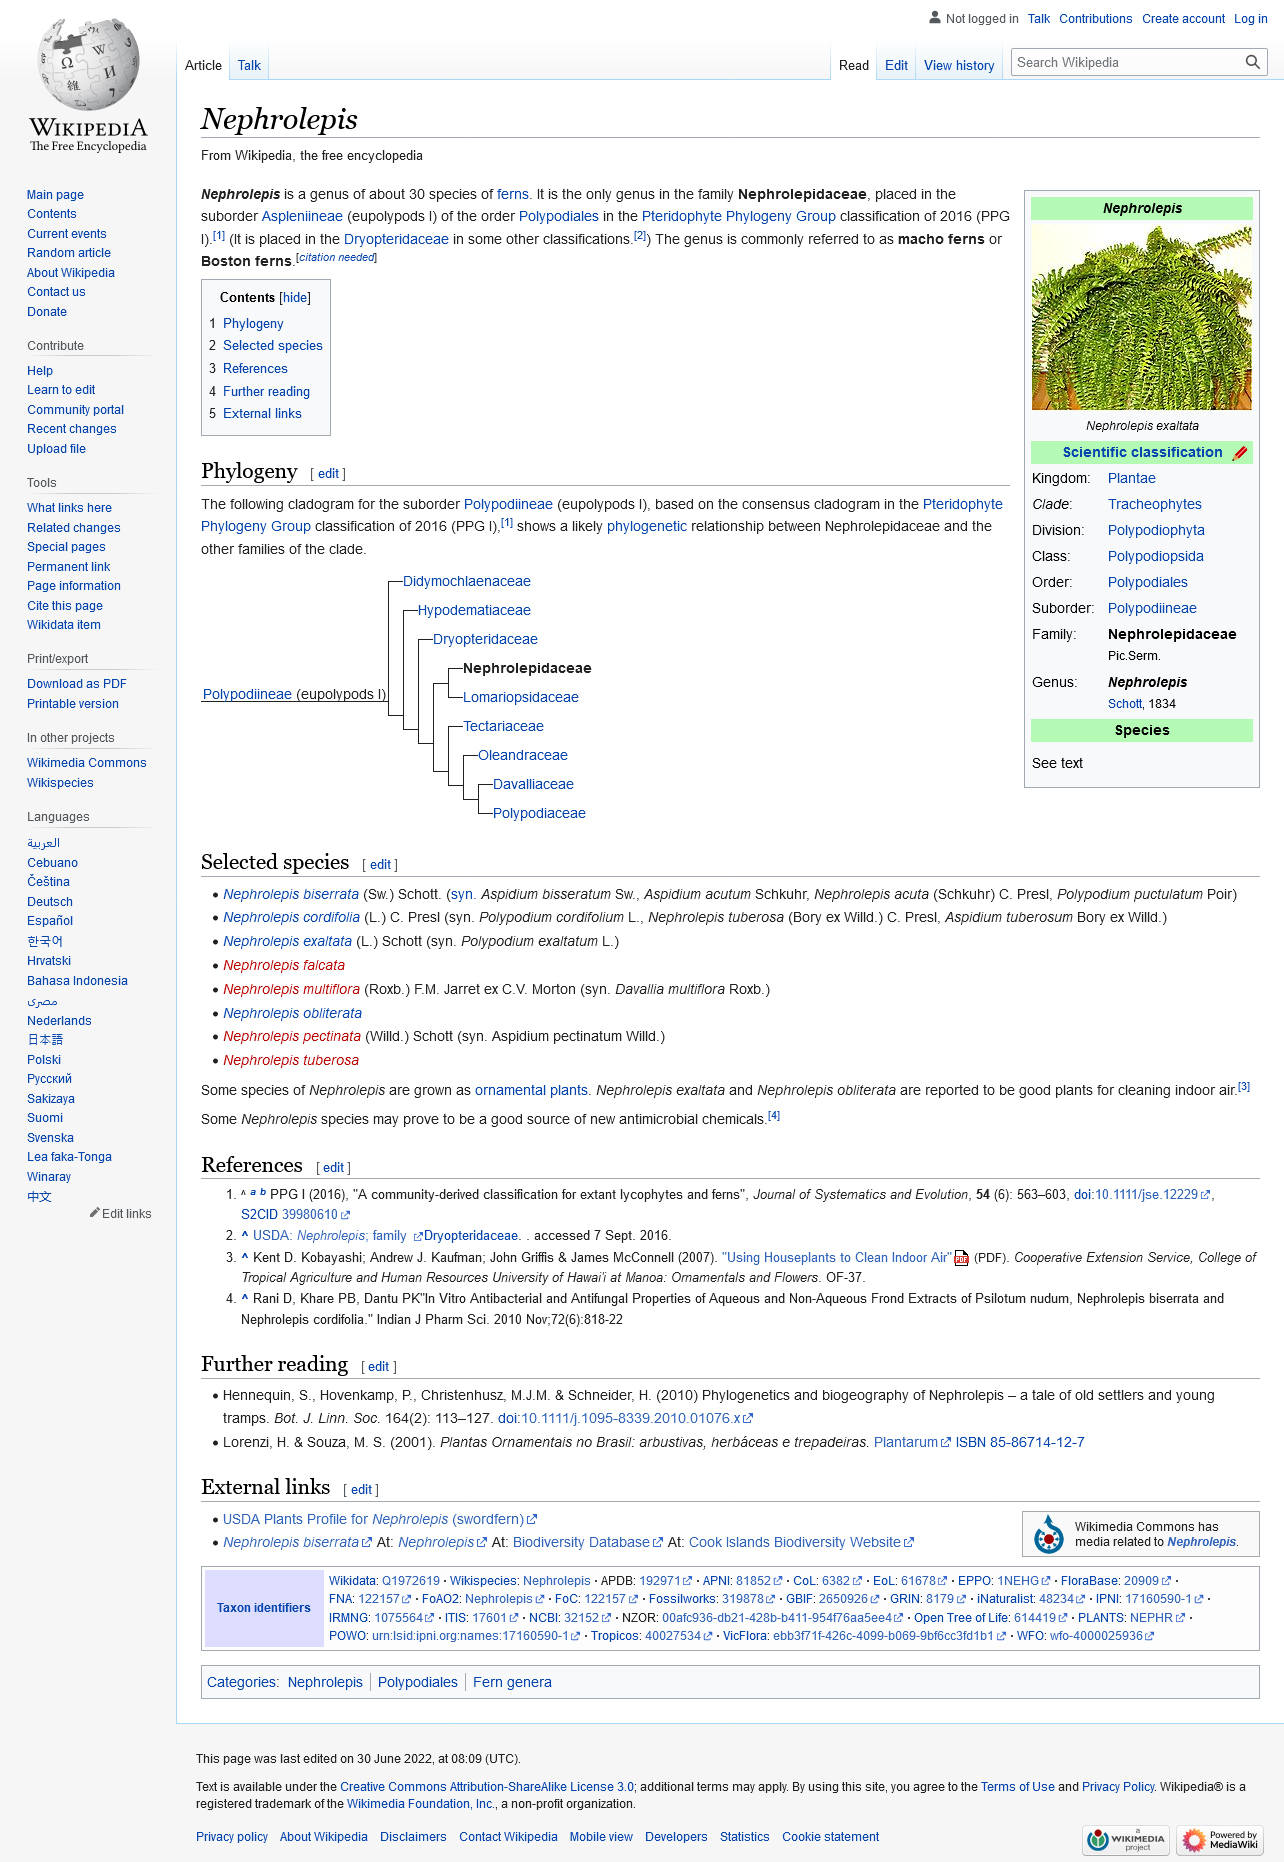 Not logged in Talk Contributions Create account Log in
Article Talk Read Edit View history Search Wikipedia
WIKIPEDIA
The Free Encyclopedia
Main page
Contents
Current events
Random article
About Wikipedia
Contact us
Donate
Contribute
Help
Learn to edit
Community portal
Recent changes
Upload file
Tools
What links here
Related changes
Special pages
Permanent link
Page information
Cite this page
Wikidata item
Print/export
Download as PDF
Printable version
In other projects
Wikimedia Commons
Wikispecies
Languages
العربية
Cebuano
Čeština
Deutsch
Español
한국어
Hrvatski
Bahasa Indonesia
مصرى
Nederlands
日本語
Polski
Русский
Sakizaya
Suomi
Svenska
Lea faka-Tonga
Winaray
中文
Edit links
Nephrolepis
From Wikipedia, the free encyclopedia
Nephrolepis is a genus of about 30 species of ferns. It is the only genus in the family Nephrolepidaceae, placed in the
suborder Aspleniineae (eupolypods I) of the order Polypodiales in the Pteridophyte Phylogeny Group classification of 2016 (PPG
I).[1] (It is placed in the Dryopteridaceae in some other classifications.[2]) The genus is commonly referred to as macho ferns or
Boston ferns.[citation needed]
Nephrolepis
Nephrolepis exaltata
Scientific classification
Kingdom: Plantae
Clade: Tracheophytes
Division: Polypodiophyta
Class: Polypodiopsida
Order: Polypodiales
Suborder: Polypodiineae
Family: Nephrolepidaceae
Pic.Serm.
Genus: Nephrolepis
Schott, 1834
Species
See text
Contents [hide]
1 Phylogeny
2 Selected species
3 References
4 Further reading
5 External links
Phylogeny [ edit ]
The following cladogram for the suborder Polypodiineae (eupolypods I), based on the consensus cladogram in the Pteridophyte
Phylogeny Group classification of 2016 (PPG I),[1] shows a likely phylogenetic relationship between Nephrolepidaceae and the
other families of the clade.
Polypodiineae (eupolypods I)
Didymochlaenaceae
Hypodematiaceae
Dryopteridaceae
Nephrolepidaceae
Lomariopsidaceae
Tectariaceae
Oleandraceae
Davalliaceae
Polypodiaceae
Selected species [ edit ]
• Nephrolepis biserrata (Sw.) Schott. (syn. Aspidium bisseratum Sw., Aspidium acutum Schkuhr, Nephrolepis acuta (Schkuhr) C. Presl, Polypodium puctulatum Poir)
• Nephrolepis cordifolia (L.) C. Presl (syn. Polypodium cordifolium L., Nephrolepis tuberosa (Bory ex Willd.) C. Presl, Aspidium tuberosum Bory ex Willd.)
• Nephrolepis exaltata (L.) Schott (syn. Polypodium exaltatum L.)
• Nephrolepis falcata
• Nephrolepis multiflora (Roxb.) F.M. Jarret ex C.V. Morton (syn. Davallia multiflora Roxb.)
• Nephrolepis obliterata
• Nephrolepis pectinata (Willd.) Schott (syn. Aspidium pectinatum Willd.)
• Nephrolepis tuberosa
Some species of Nephrolepis are grown as ornamental plants. Nephrolepis exaltata and Nephrolepis obliterata are reported to be good plants for cleaning indoor air.[3]
Some Nephrolepis species may prove to be a good source of new antimicrobial chemicals.[4]
References [ edit ]
1. ^ a b PPG I (2016), "A community-derived classification for extant lycophytes and ferns", Journal of Systematics and Evolution, 54 (6): 563–603, doi:10.1111/jse.12229,
S2CID 39980610
2. ^ USDA: Nephrolepis; family Dryopteridaceae. . accessed 7 Sept. 2016.
3. ^ Kent D. Kobayashi; Andrew J. Kaufman; John Griffis & James McConnell (2007). "Using Houseplants to Clean Indoor Air" (PDF). Cooperative Extension Service, College of
Tropical Agriculture and Human Resources University of Hawai'i at Manoa: Ornamentals and Flowers. OF-37.
4. ^ Rani D, Khare PB, Dantu PK"In Vitro Antibacterial and Antifungal Properties of Aqueous and Non-Aqueous Frond Extracts of Psilotum nudum, Nephrolepis biserrata and
Nephrolepis cordifolia." Indian J Pharm Sci. 2010 Nov;72(6):818-22
Further reading [ edit ]
• Hennequin, S., Hovenkamp, P., Christenhusz, M.J.M. & Schneider, H. (2010) Phylogenetics and biogeography of Nephrolepis – a tale of old settlers and young
tramps. Bot. J. Linn. Soc. 164(2): 113–127. doi:10.1111/j.1095-8339.2010.01076.x
• Lorenzi, H. & Souza, M. S. (2001). Plantas Ornamentais no Brasil: arbustivas, herbáceas e trepadeiras. Plantarum ISBN 85-86714-12-7
External links [ edit ]
• USDA Plants Profile for Nephrolepis (swordfern)
• Nephrolepis biserrata At: Nephrolepis At: Biodiversity Database At: Cook Islands Biodiversity Website
Wikimedia Commons has
media related to Nephrolepis.
Taxon identifiers
Wikidata: Q1972619 · Wikispecies: Nephrolepis · APDB: 192971 · APNI: 81852 · CoL: 6382 · EoL: 61678 · EPPO: 1NEHG · FloraBase: 20909 ·
FNA: 122157 · FoAO2: Nephrolepis · FoC: 122157 · Fossilworks: 319878 · GBIF: 2650926 · GRIN: 8179 · iNaturalist: 48234 · IPNI: 17160590-1 ·
IRMNG: 1075564 · ITIS: 17601 · NCBI: 32152 · NZOR: 00afc936-db21-428b-b411-954f76aa5ee4 · Open Tree of Life: 614419 · PLANTS: NEPHR ·
POWO: urn:lsid:ipni.org:names:17160590-1 · Tropicos: 40027534 · VicFlora: ebb3f71f-426c-4099-b069-9bf6cc3fd1b1 · WFO: wfo-4000025936
Categories: Nephrolepis | Polypodiales | Fern genera
This page was last edited on 30 June 2022, at 08:09 (UTC).
Text is available under the Creative Commons Attribution-ShareAlike License 3.0; additional terms may apply. By using this site, you agree to the Terms of Use and Privacy Policy. Wikipedia® is a
registered trademark of the Wikimedia Foundation, Inc., a non-profit organization.
Privacy policy About Wikipedia Disclaimers Contact Wikipedia Mobile view Developers Statistics Cookie statement
a WIKIMEDIA project
Powered by MediaWiki